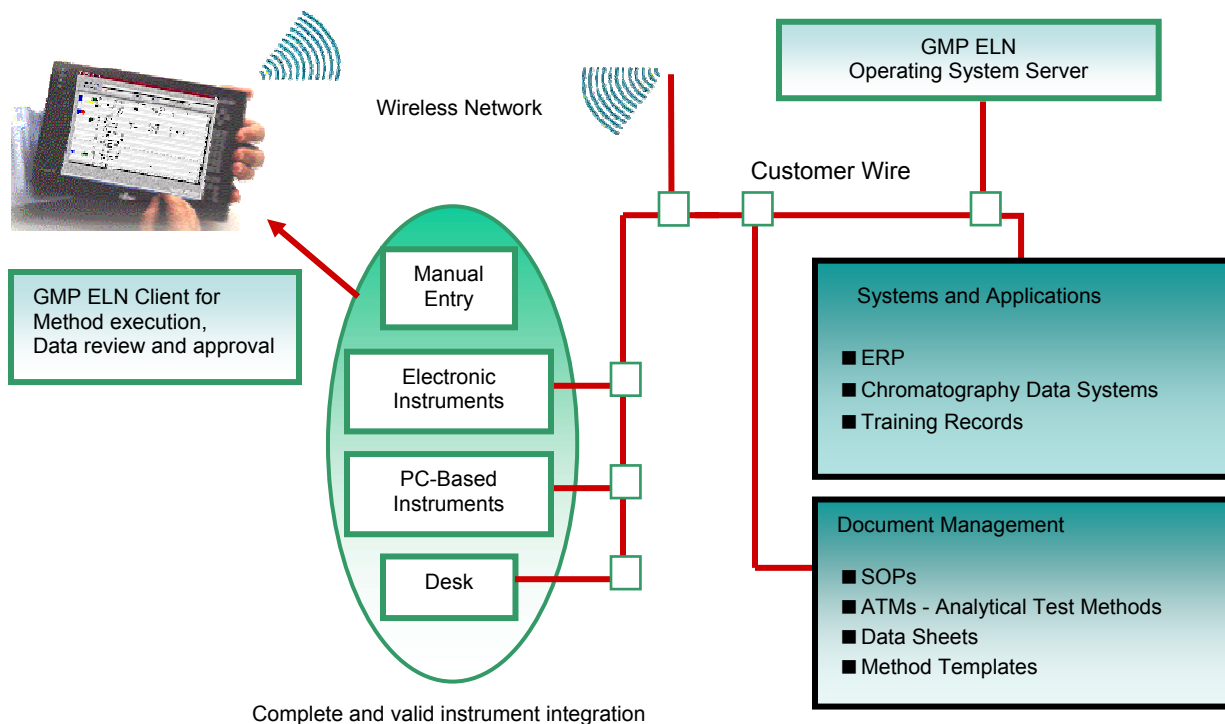 GMP ELN
Operating System Server
Wireless Network
Customer Wire
GMP ELN Client for
Method execution,
Data review and approval
Manual
Entry
Electronic
Instruments
PC-Based
Instruments
Desk
Complete and valid instrument integration
Systems and Applications
■ ERP
■ Chromatography Data Systems
■ Training Records
Document Management
■ SOPs
■ ATMs - Analytical Test Methods
■ Data Sheets
■ Method Templates